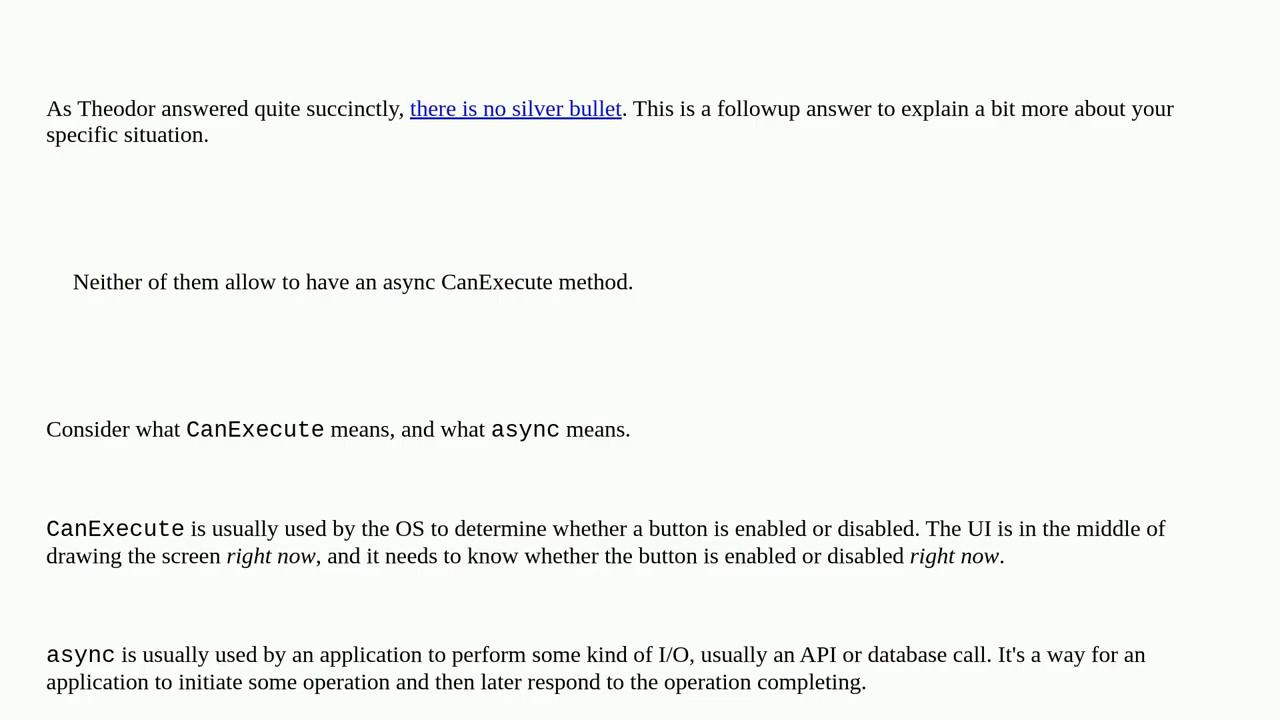 As Theodor answered quite succinctly, there is no silver bullet. This is a followup answer to explain a bit more about your
specific situation.
Neither of them allow to have an async CanExecute method.
Consider what CanExecute means, and what async means.
CanExecute is usually used by the OS to determine whether a button is enabled or disabled. The UI is in the middle of
drawing the screen right now, and it needs to know whether the button is enabled or disabled right now.
async is usually used by an application to perform some kind of I/O, usually an API or database call. It's a way for an
application to initiate some operation and then later respond to the operation completing.